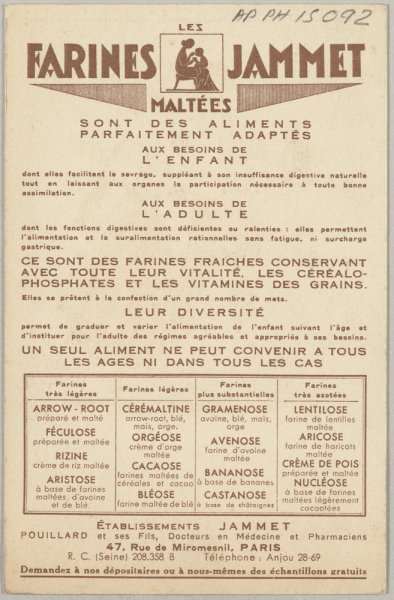 AP PH IS 092
LES
FARINES JAMMET
MALTÉES
SONT DES ALIMENTS
PARFAITEMENT ADAPTÉS
AUX BESOINS DE
L'ENFANT
dont elles facilitent le sevrage, suppléant à son insuffisance digestive naturelle
tout en laissant aux organes la participation nécessaire à toute bonne
assimilation.
AUX BESOINS DE
L'ADULTE
dont les fonctions digestives sont déficientes ou ralenties : elles permettent
l'alimentation et la suralimentation rationnelles sans fatigue, ni surcharge
gastrique.
CE SONT DES FARINES FRAICHES CONSERVANT
AVEC TOUTE LEUR VITALITÉ, LES CÉRÉALO-
PHOSPHATES ET LES VITAMINES DES GRAINS.
Elles se prêtent à la confection d'un grand nombre de mets.
LEUR DIVERSITÉ
permet de graduer et varier l'alimentation de l'enfant suivant l'âge et
d'instituer pour l'adulte des régimes agréables et appropriés à ses besoins.
UN SEUL ALIMENT NE PEUT CONVENIR A TOUS
LES AGES NI DANS TOUS LES CAS
Farines
très légères
ARROW-ROOT
préparé et malté
FÉCULOSE
préparée et maltée
RIZINE
crème de riz maltée
ARISTOSE
à base de farines
maltées, d'avoine
et de blé.
Farines légères
CÉRÉMALTINE
arrow-root, blé,
maïs, orge.
ORGÉOSE
crème d'orge
maltée
CACAOSE
farines maltées de
céréales et cacao
BLÉOSE
farine maltée de blé
Farines
plus substantielles
GRAMENOSE
avoine, blé, maïs,
orge
AVENOSE
farine d'avoine
maltée
BANANOSE
à base de bananes
CASTANOSE
à base de châtaignes
Farines
très azotées
LENTILOSE
farine de lentilles
maltée
ARICOSE
farine de haricots
maltée
CRÈME DE POIS
préparée et maltée
NUCLÉOSE
à base de farines
maltées légèrement
cacaotées
ÉTABLISSEMENTS JAMMET
POUILLARD et ses Fils, Docteurs en Médecine et Pharmaciens
47, Rue de Miromesnil, PARIS
R. C. (Seine) 208.358 B Téléphone : Anjou 28-69
Demandez à nos dépositaires ou à nous-mêmes des échantillons gratuits